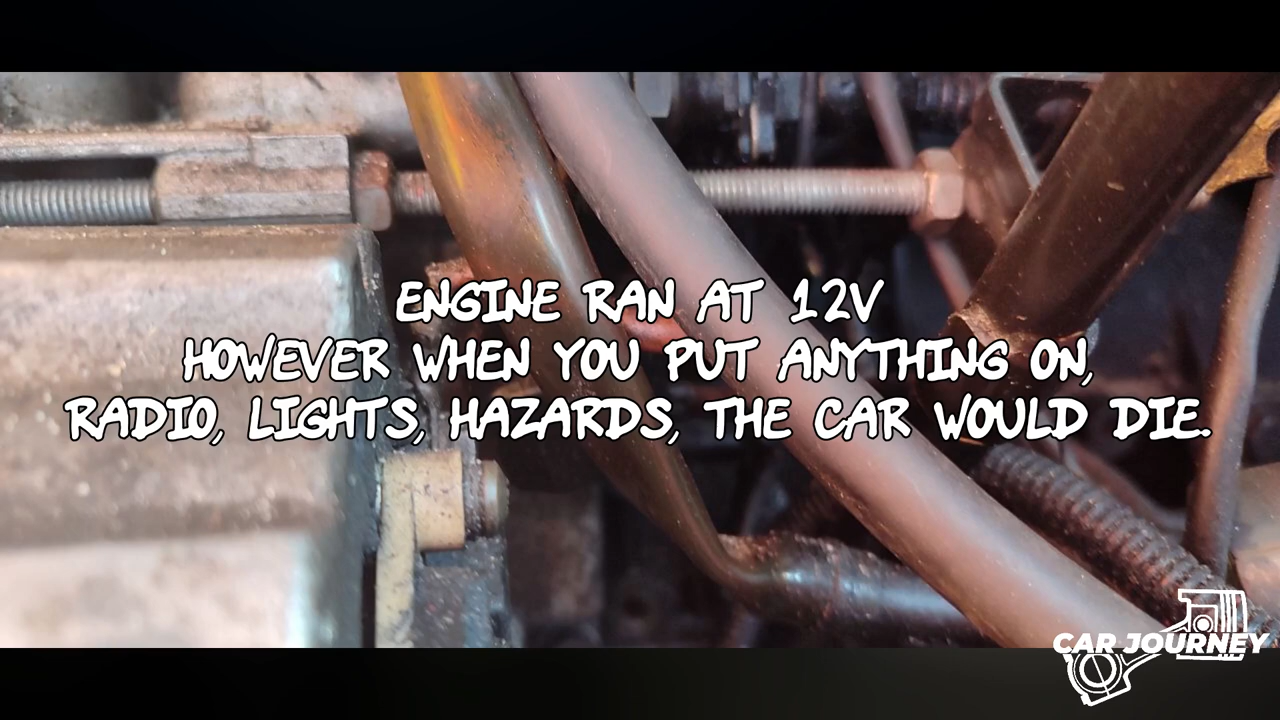 ENGINE RAN AT 12V
HOWEVER WHEN YOU PUT ANYTHING ON,
RADIO, LIGHTS, HAZARDS, THE CAR WOULD DIE.
CAR JOURNEY